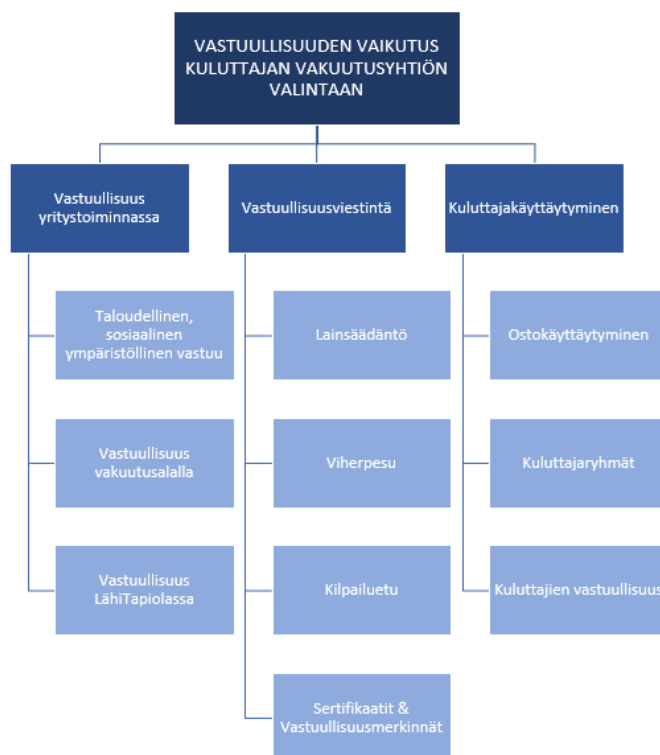 VASTUULLISUUDEN VAIKUTUS
KULUTTAJAN VAKUUTUSYHTIÖN
VALINTAAN
Vastuullisuus
yritystoiminnassa
Vastuullisuusviestintä
Kuluttajakäyttäytyminen
Taloudellinen,
sosiaalinen
ympäristöllinen vastuu
Lainsäädäntö
Ostokäyttäytyminen
Vastuullisuus
vakuutusalalla
Viherpesu
Kuluttajaryhmät
Vastuullisuus
LähiTapiolassa
Kilpailuetu
Kuluttajien vastuullisuus
Sertifikaatit &
Vastuullisuusmerkinnät